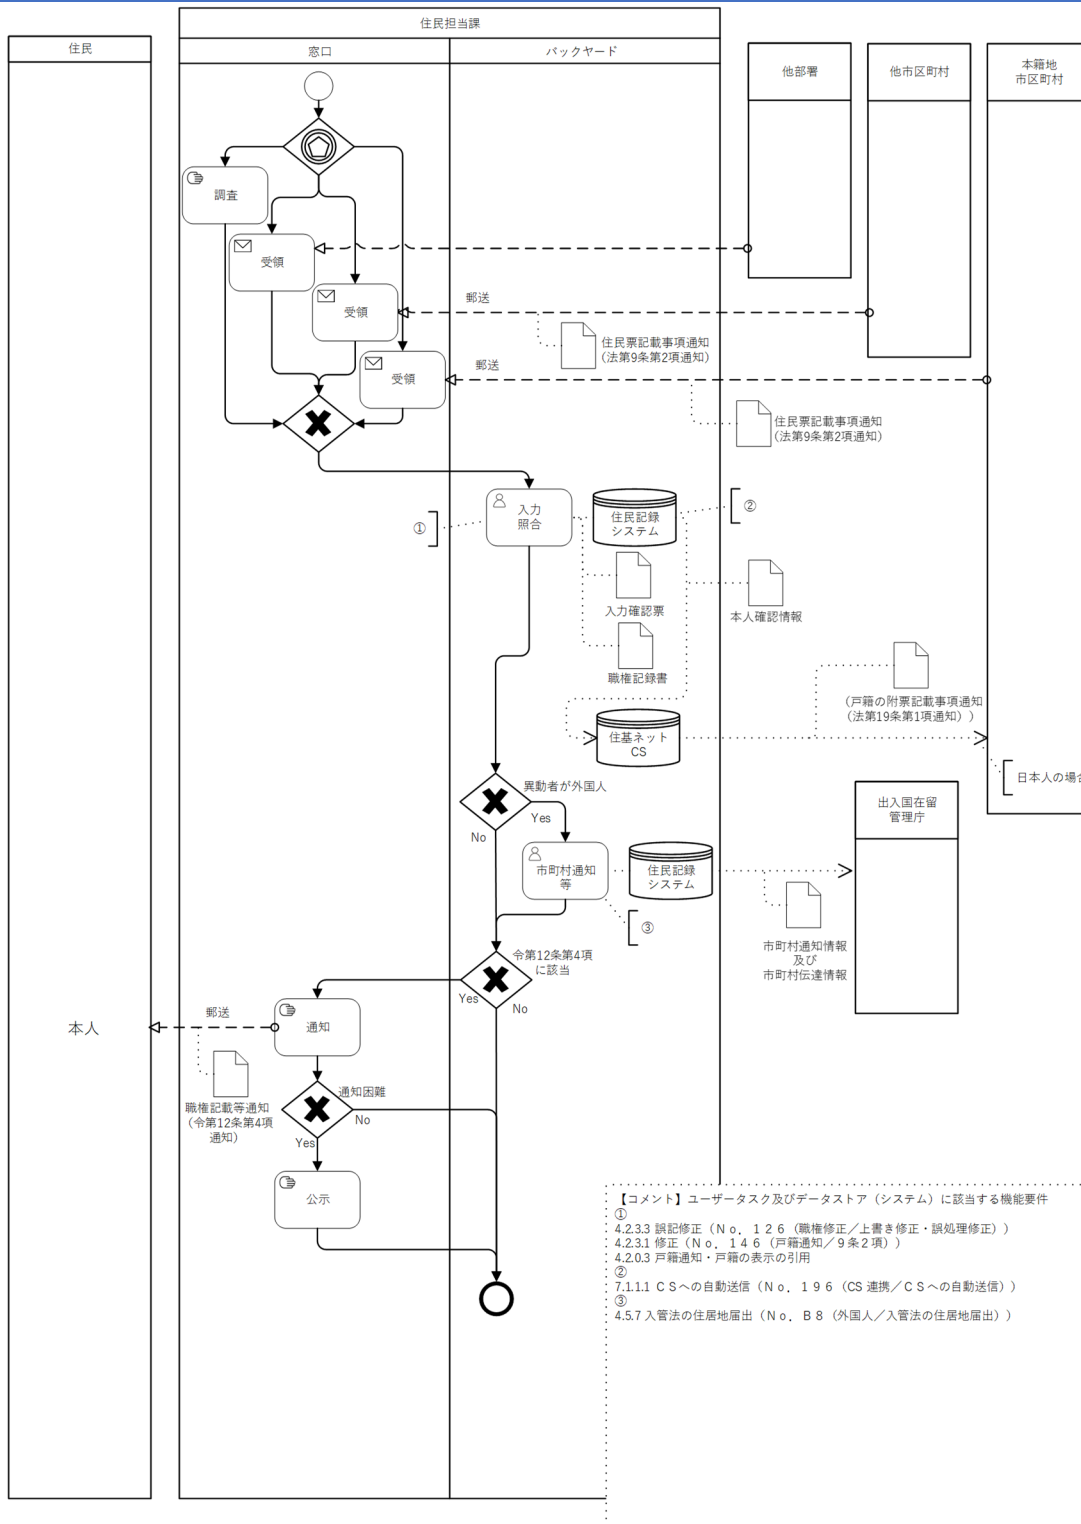 住民
住民担当課
窓口
バックヤード
他部署
他市区町村
本籍地
市区町村
調査
受領
受領
郵送
住民票記載事項通知
（法第9条第2項通知）
受領
郵送
住民票記載事項通知
（法第9条第2項通知）
①
入力
照合
住民記録
システム
②
入力確認票
本人確認情報
職権記録書
（戸籍の附票記載事項通知
（法第19条第1項通知））
住基ネット
CS
日本人の場合
異動者が外国人
Yes
No
出入国在留
管理庁
市町村通知
等
住民記録
システム
③
市町村通知情報
及び
市町村伝達情報
令第12条第4項
に該当
Yes
No
本人
郵送
通知
職権記載等通知
（令第12条第4項
通知）
通知困難
No
Yes
公示
【コメント】ユーザータスク及びデータストア（システム）に該当する機能要件
①
4.2.3.3 誤記修正（Ｎｏ．１２６（職権修正／上書き修正・誤処理修正））
4.2.3.1 修正（Ｎｏ．１４６（戸籍通知／９条２項））
4.2.0.3 戸籍通知・戸籍の表示の引用
②
7.1.1.1 ＣＳへの自動送信（Ｎｏ．１９６（CS 連携／ＣＳへの自動送信））
③
4.5.7 入管法の住居地届出（Ｎｏ．Ｂ８（外国人／入管法の住居地届出））